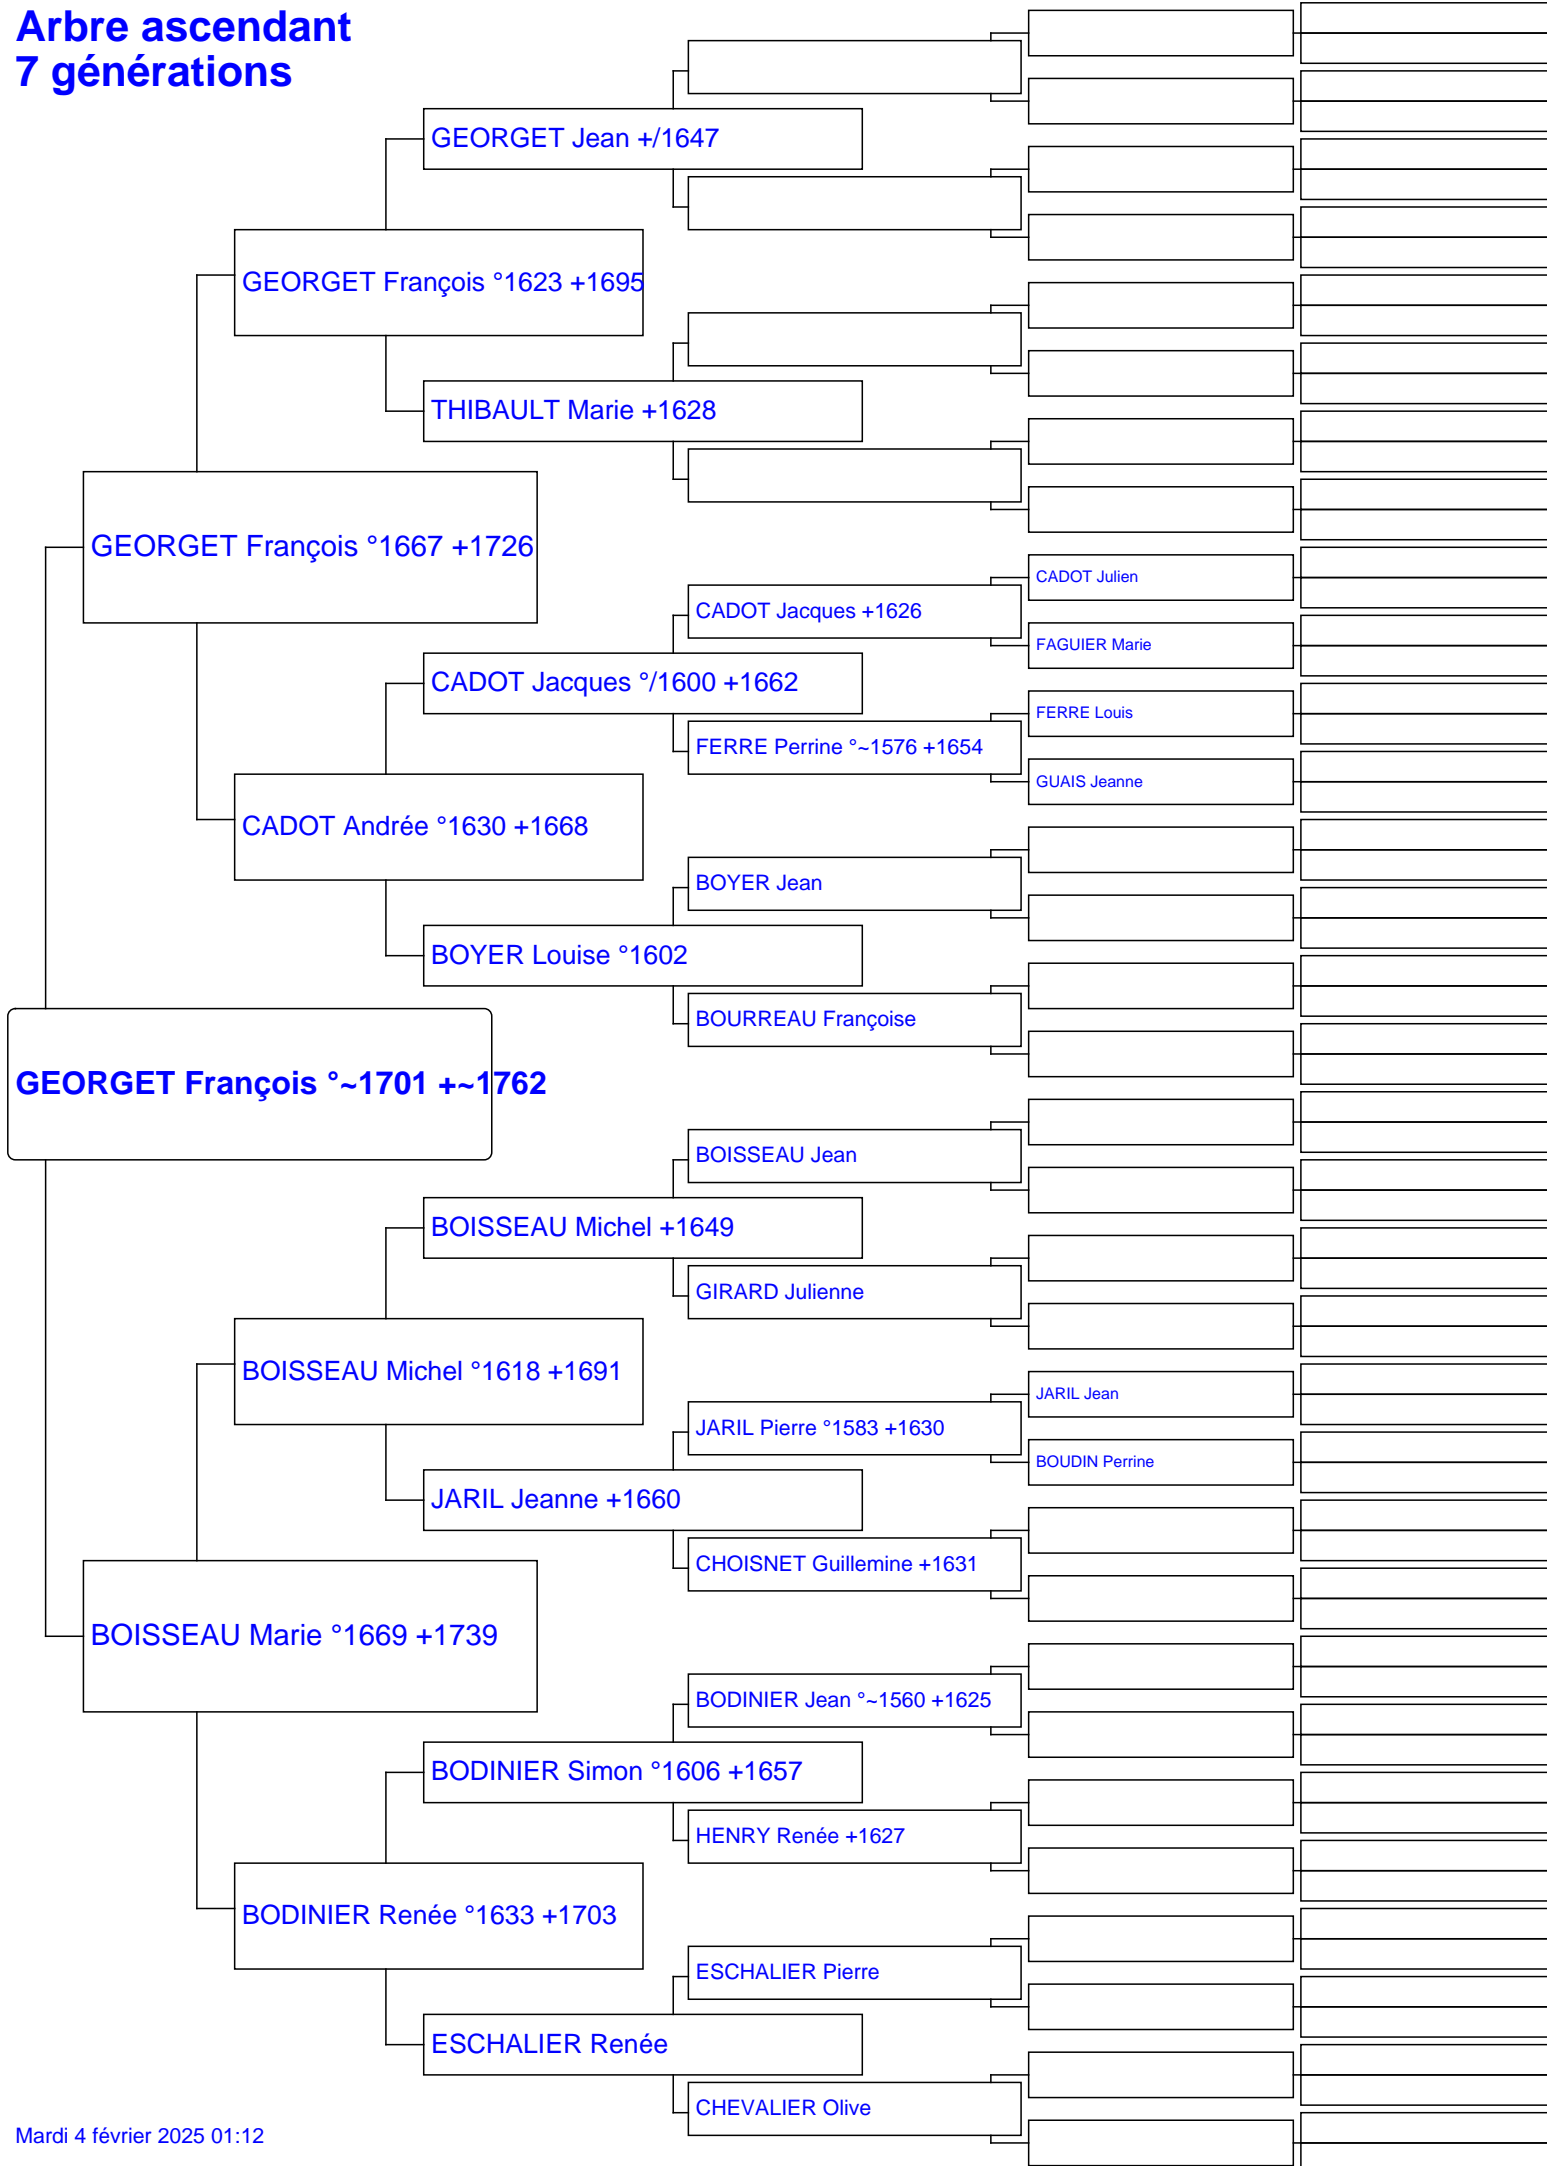 Arbre ascendant
7 générations
GEORGET Jean +/1647
GEORGET François °1623 +1695
THIBAULT Marie +1628
GEORGET François °1667 +1726
CADOT Julien
CADOT Jacques +1626
FAGUIER Marie
CADOT Jacques °/1600 +1662
FERRE Louis
FERRE Perrine °~1576 +1654
GUAIS Jeanne
CADOT Andrée °1630 +1668
BOYER Jean
BOYER Louise °1602
BOURREAU Françoise
GEORGET François °~1701 +~1762
BOISSEAU Jean
BOISSEAU Michel +1649
GIRARD Julienne
BOISSEAU Michel °1618 +1691
JARIL Jean
JARIL Pierre °1583 +1630
BOUDIN Perrine
JARIL Jeanne +1660
CHOISNET Guillemine +1631
BOISSEAU Marie °1669 +1739
BODINIER Jean °~1560 +1625
BODINIER Simon °1606 +1657
HENRY Renée +1627
BODINIER Renée °1633 +1703
ESCHALIER Pierre
ESCHALIER Renée
CHEVALIER Olive
Mardi 4 février 2025 01:12